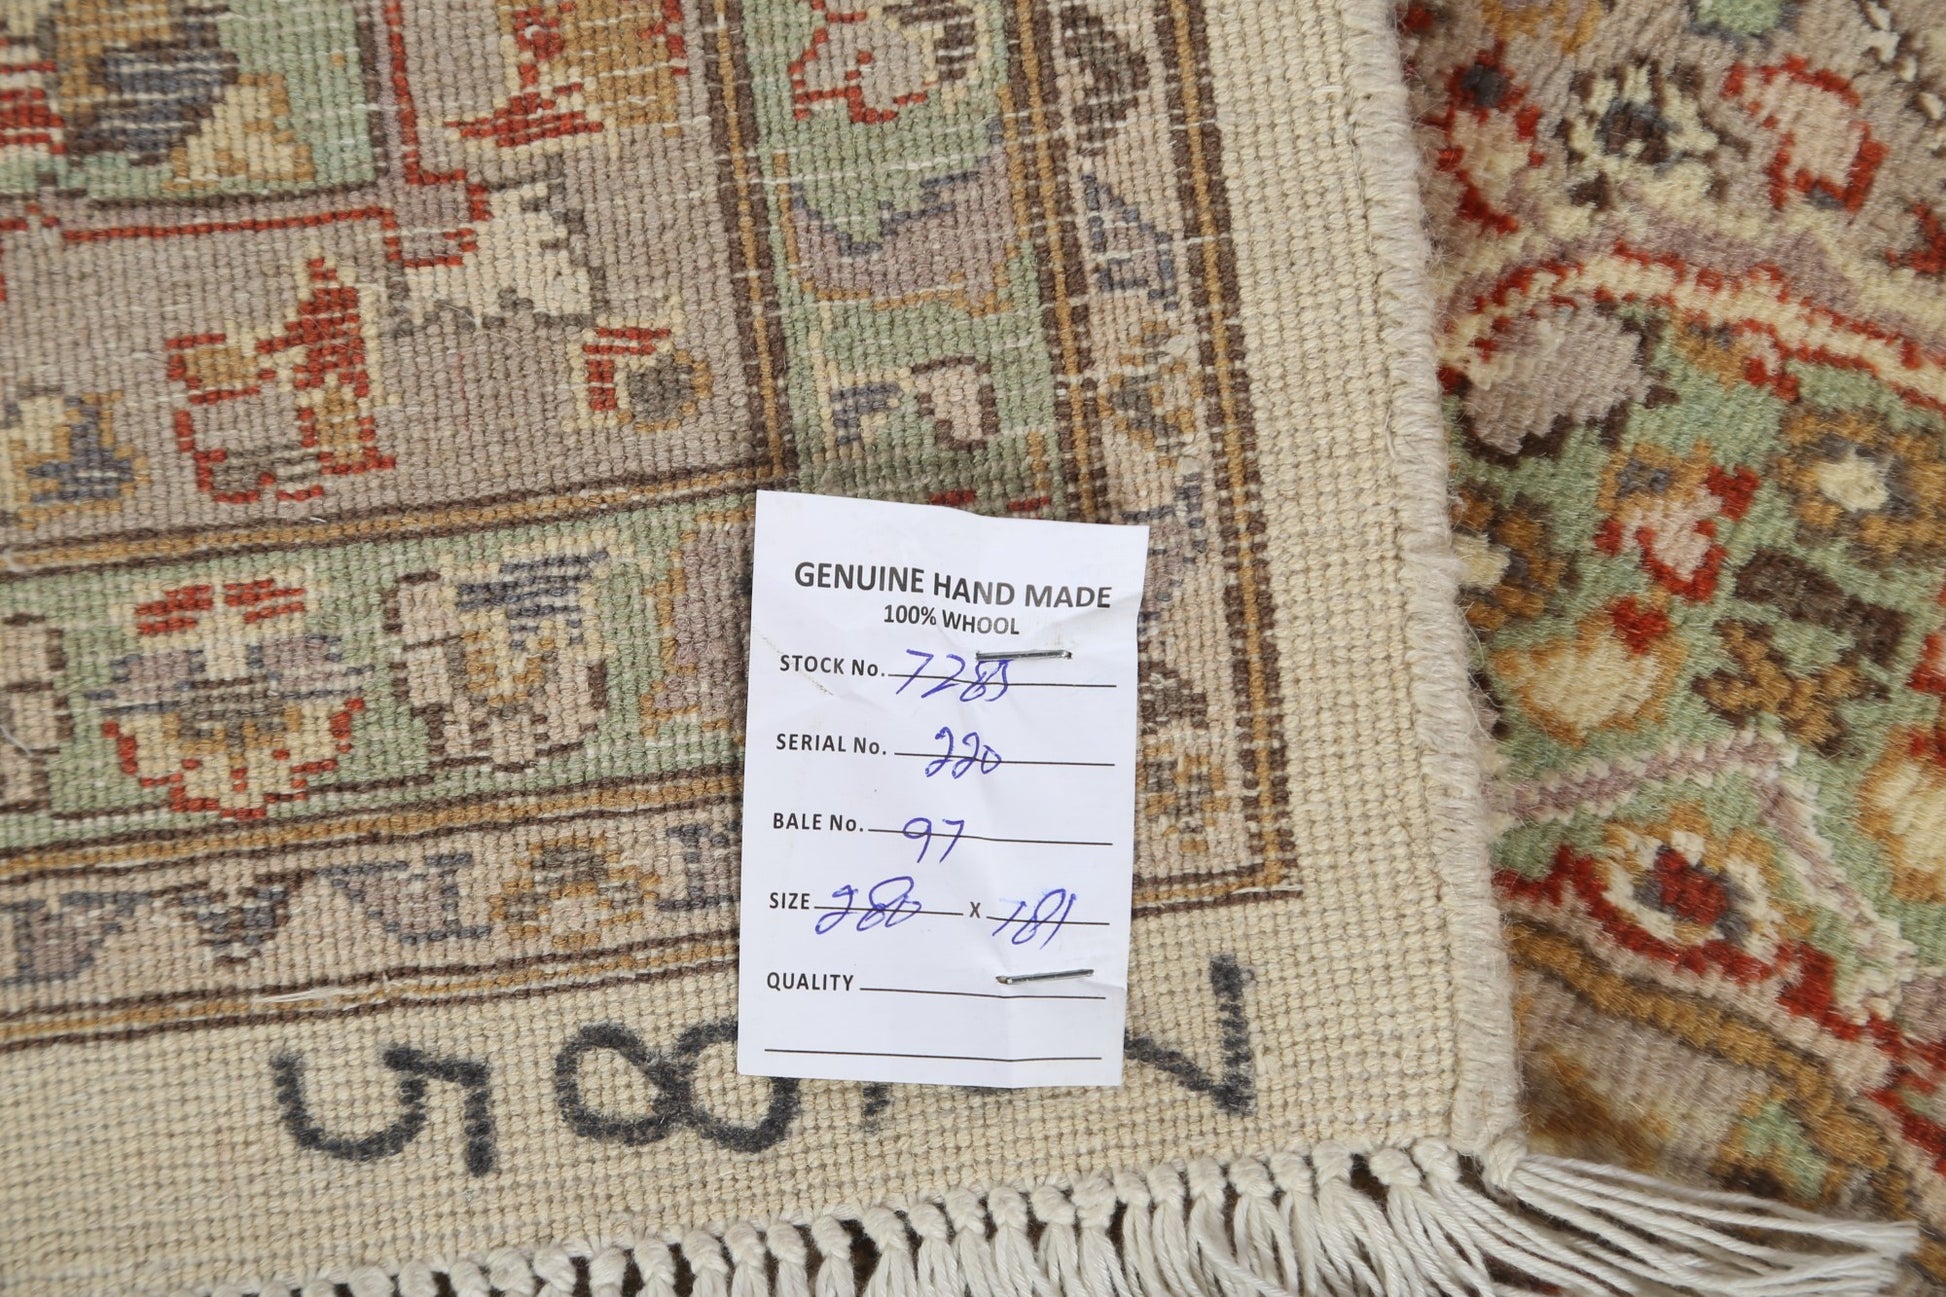 GENUINE HAND MADE
100% WHOOL
STOCK No. 7285
SERIAL No. 220
BALE No. 97
SIZE 280 X 181
QUALITY